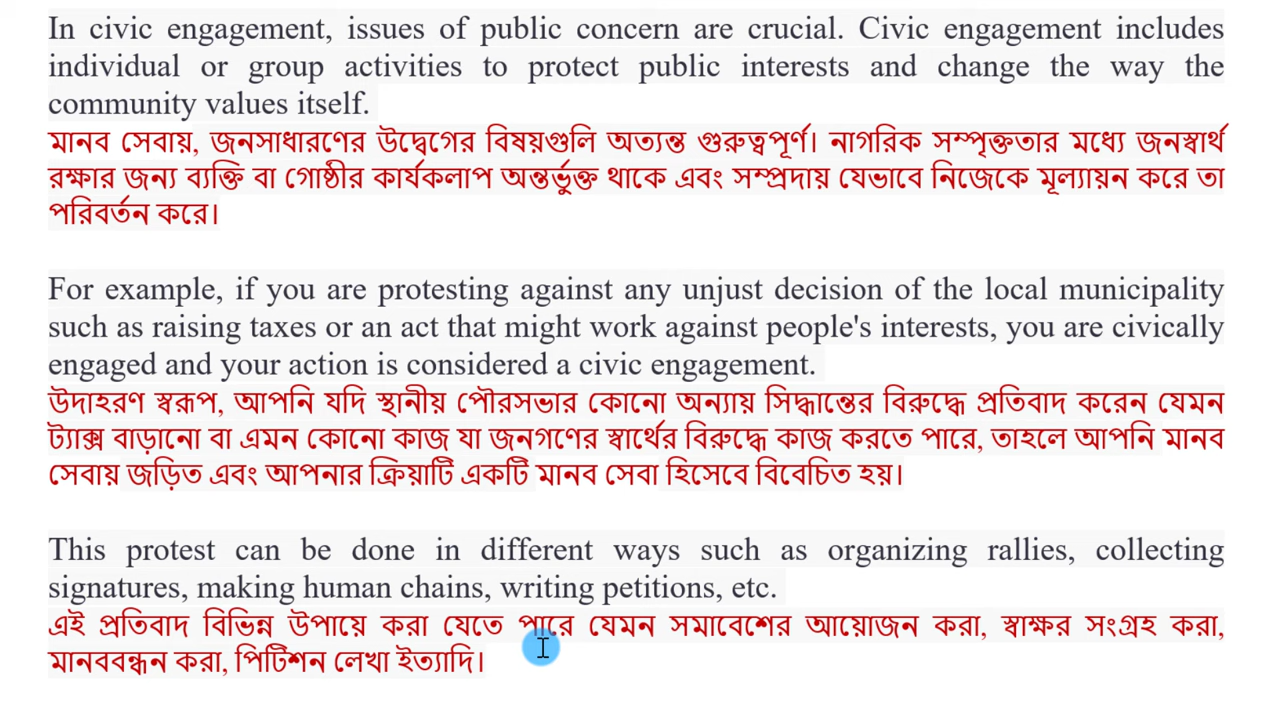 In civic engagement, issues of public concern are crucial. Civic engagement includes
individual or group activities to protect public interests and change the way the
community values itself.
মানব সেবায়, জনসাধারণের উদ্বেগের বিষয়গুলি অত্যন্ত গুরুত্বপূর্ণ। নাগরিক সম্পৃক্ততার মধ্যে জনস্বার্থ
রক্ষার জন্য ব্যক্তি বা গোষ্ঠীর কার্যকলাপ অন্তর্ভুক্ত থাকে এবং সম্প্রদায় যেভাবে নিজেকে মূল্যায়ন করে তা
পরিবর্তন করে।
For example, if you are protesting against any unjust decision of the local municipality
such as raising taxes or an act that might work against people's interests, you are civically
engaged and your action is considered a civic engagement.
উদাহরণ স্বরূপ, আপনি যদি স্থানীয় পৌরসভার কোনো অন্যায় সিদ্ধান্তের বিরুদ্ধে প্রতিবাদ করেন যেমন
ট্যাক্স বাড়ানো বা এমন কোনো কাজ যা জনগণের স্বার্থের বিরুদ্ধে কাজ করতে পারে, তাহলে আপনি মানব
সেবায় জড়িত এবং আপনার ক্রিয়াটি একটি মানব সেবা হিসেবে বিবেচিত হয়।
This protest can be done in different ways such as organizing rallies, collecting
signatures, making human chains, writing petitions, etc.
এই প্রতিবাদ বিভিন্ন উপায়ে করা যেতে পারে যেমন সমাবেশের আয়োজন করা, স্বাক্ষর সংগ্রহ করা,
মানববন্ধন করা, পিটিশন লেখা ইত্যাদি।